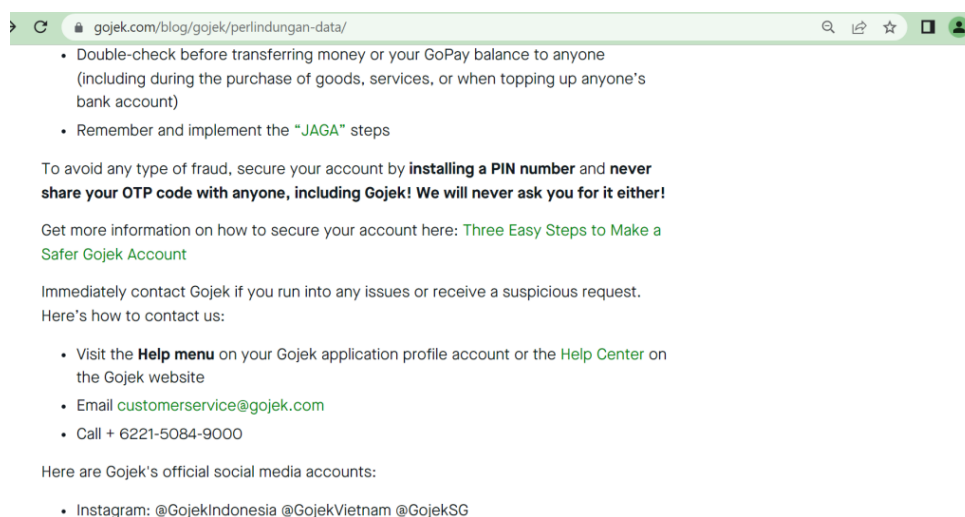 gojek.com/blog/gojek/perlindungan-data/
• Double-check before transferring money or your GoPay balance to anyone
(including during the purchase of goods, services, or when topping up anyone's
bank account)
• Remember and implement the “JAGA” steps
To avoid any type of fraud, secure your account by installing a PIN number and never
share your OTP code with anyone, including Gojek! We will never ask you for it either!
Get more information on how to secure your account here: Three Easy Steps to Make a
Safer Gojek Account
Immediately contact Gojek if you run into any issues or receive a suspicious request.
Here's how to contact us:
• Visit the Help menu on your Gojek application profile account or the Help Center on
the Gojek website
• Email customerservice@gojek.com
• Call + 6221-5084-9000
Here are Gojek's official social media accounts:
• Instagram: @GojekIndonesia @GojekVietnam @GojekSG